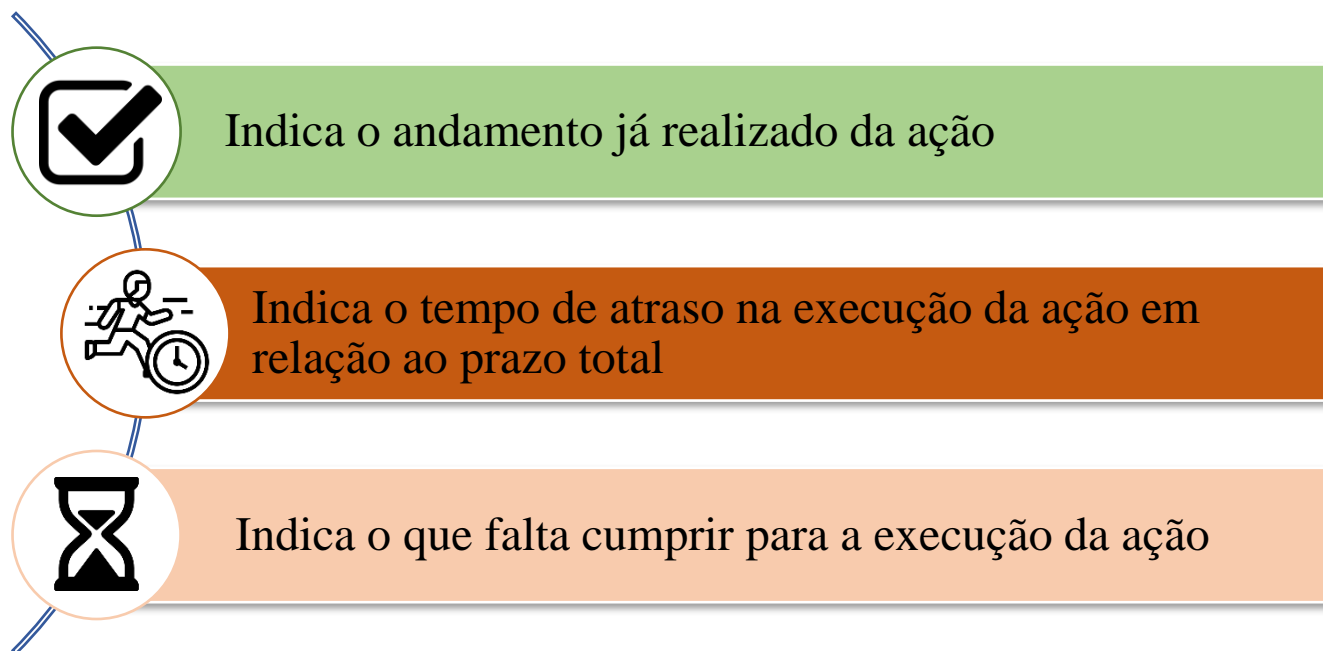 Indica o andamento já realizado da ação
Indica o tempo de atraso na execução da ação em
relação ao prazo total
Indica o que falta cumprir para a execução da ação